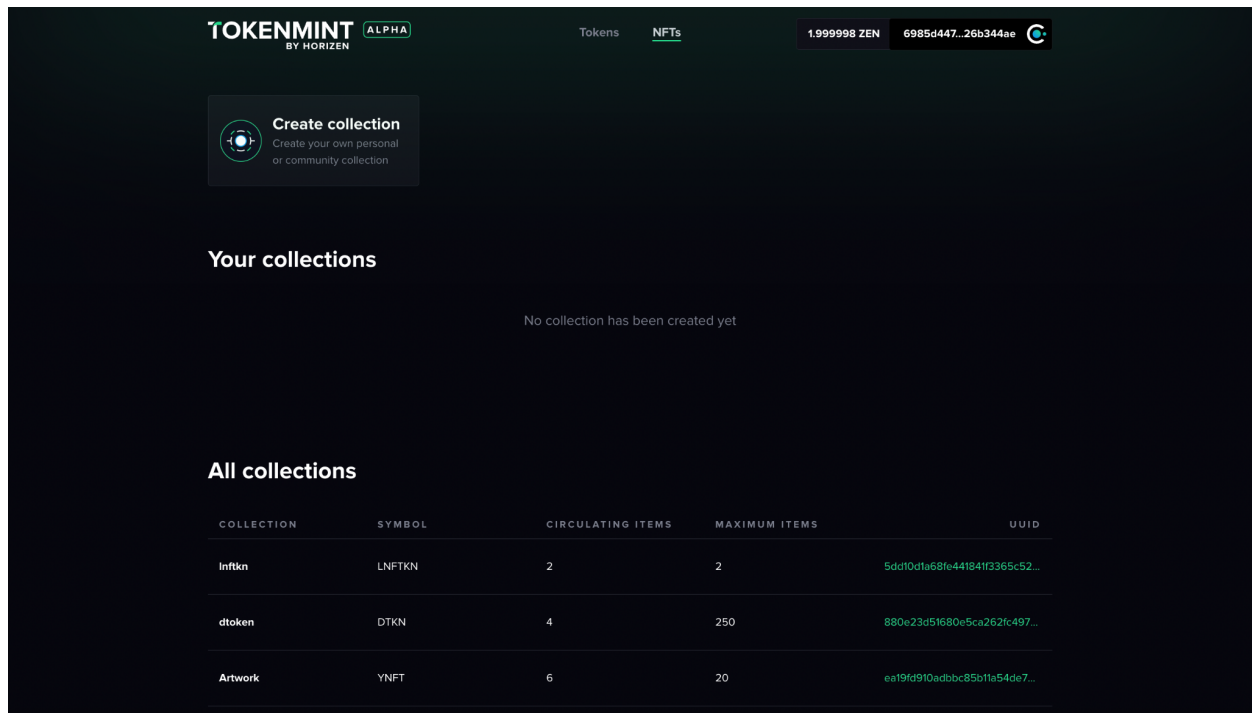 TOKENMINT ALPHA
BY HORIZEN
Tokens
NFTs
1.999998 ZEN
6985d447...26b344ae
Create collection
Create your own personal
or community collection
Your collections
No collection has been created yet
All collections
COLLECTION SYMBOL CIRCULATING ITEMS MAXIMUM ITEMS UUID
lnftkn LNFTKN 2 2 5dd10d1a68fe441841f3365c52...
dtoken DTKN 4 250 880e23d51680e5ca262fc497...
Artwork YNFT 6 20 ea19fd910adbbc85b11a54de7...